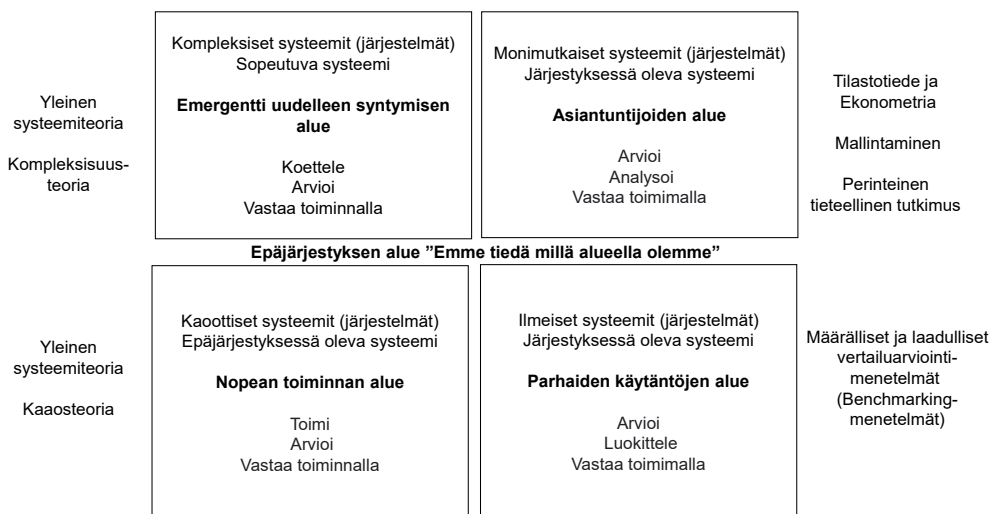 Yleinen
systeemiteoria
Kompleksisuus-
teoria
Kompleksiset systeemit (järjestelmät)
Sopeutuva systeemi
Emergentti uudelleen syntymisen
alue
Koettele
Arvioi
Vastaa toiminnalla
Monimutkaiset systeemit (järjestelmät)
Järjestyksessä oleva systeemi
Asiantuntijoiden alue
Arvioi
Analysoi
Vastaa toimimalla
Tilastotiede ja
Ekonometria
Mallintaminen
Perinteinen
tieteellinen tutkimus
Epäjärjestyksen alue ”Emme tiedä millä alueella olemme”
Yleinen
systeemiteoria
Kaaosteoria
Kaoottiset systeemit (järjestelmät)
Epäjärjestyksessä oleva systeemi
Nopean toiminnan alue
Toimi
Arvioi
Vastaa toiminnalla
Ilmeiset systeemit (järjestelmät)
Järjestyksessä oleva systeemi
Parhaiden käytäntöjen alue
Arvioi
Luokittele
Vastaa toimimalla
Määrälliset ja laadulliset
vertailuarviointi-
menetelmät
(Benchmarking-
menetelmät)